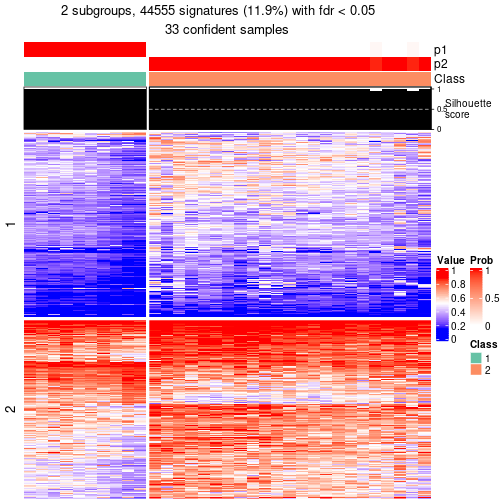 2 subgroups, 44555 signatures (11.9%) with fdr < 0.05
33 confident samples
p1
p2
Class
1
0.5
0
Silhouette
score
1
2
Value
1
0.8
0.6
0.4
0.2
0
Prob
1
0.5
0
Class
1
2